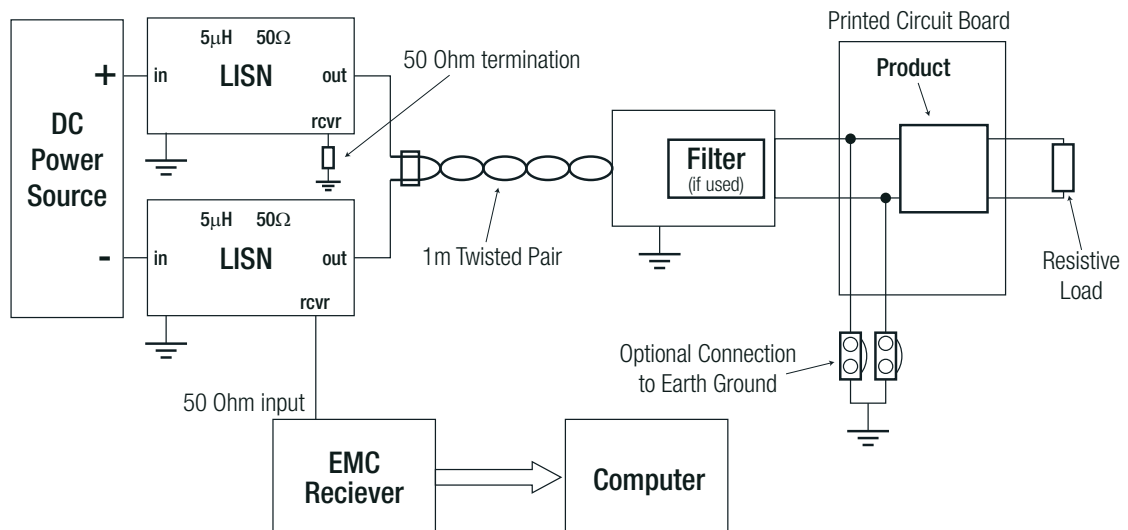 Printed Circuit Board
5µH 50Ω
LISN
in
out
rcvr
+
DC
Power
Source
-
50 Ohm termination
Product
Filter
(if used)
5µH 50Ω
LISN
in
out
rcvr
1m Twisted Pair
Resistive
Load
Optional Connection
to Earth Ground
50 Ohm input
EMC
Reciever
Computer